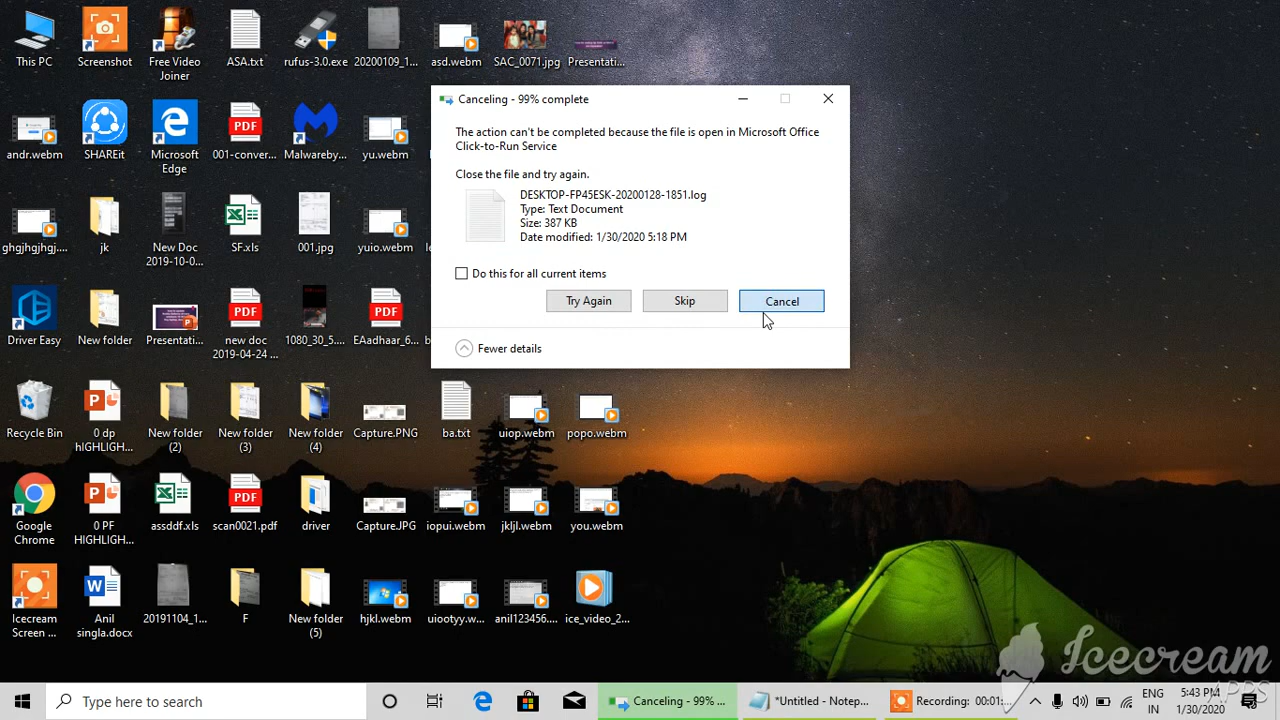 This PC
Screenshot
Free Video
Joiner
ASA.txt
rufus-3.0.exe
20200109_1...
asd.webm
SAC_0071.jpg
Presentati...
andr.webm
SHAREit
Microsoft
Edge
001-conver...
Malwareby...
yu.webm
ghgjhgjhgj....
jk
New Doc
2019-10-0...
SF.xls
001.jpg
yuio.webm
Driver Easy
New folder
Presentati...
new doc
2019-04-24 ...
1080_30_5....
EAadhaar_6...
Recycle Bin
0 dp
hIGHLIGH...
New folder
(2)
New folder
(3)
New folder
(4)
Capture.PNG
ba.txt
uiop.webm
popo.webm
Google
Chrome
0 PF
HIGHLIGH...
assddf.xls
scan0021.pdf
driver
Capture.JPG
iopui.webm
jkljl.webm
you.webm
Icecream
Screen ...
Anil
singla.docx
20191104_1...
F
New folder
(5)
hjkl.webm
uiootyy.w...
anil123456....
ice_video_2...
Canceling - 99% complete
The action can't be completed because the file is open in Microsoft Office
Click-to-Run Service
Close the file and try again.
DESKTOP-FP45ESK-20200128-1851.log
Type: Text Document
Size: 387 KB
Date modified: 1/30/2020 5:18 PM
Do this for all current items
Try Again
Skip
Cancel
Fewer details
Icecream
APPS
Type here to search
Canceling - 99% ...
*Untitled - Notep...
Recording: 00:01:...
ENG
IN
:43 PM
1/30/2020